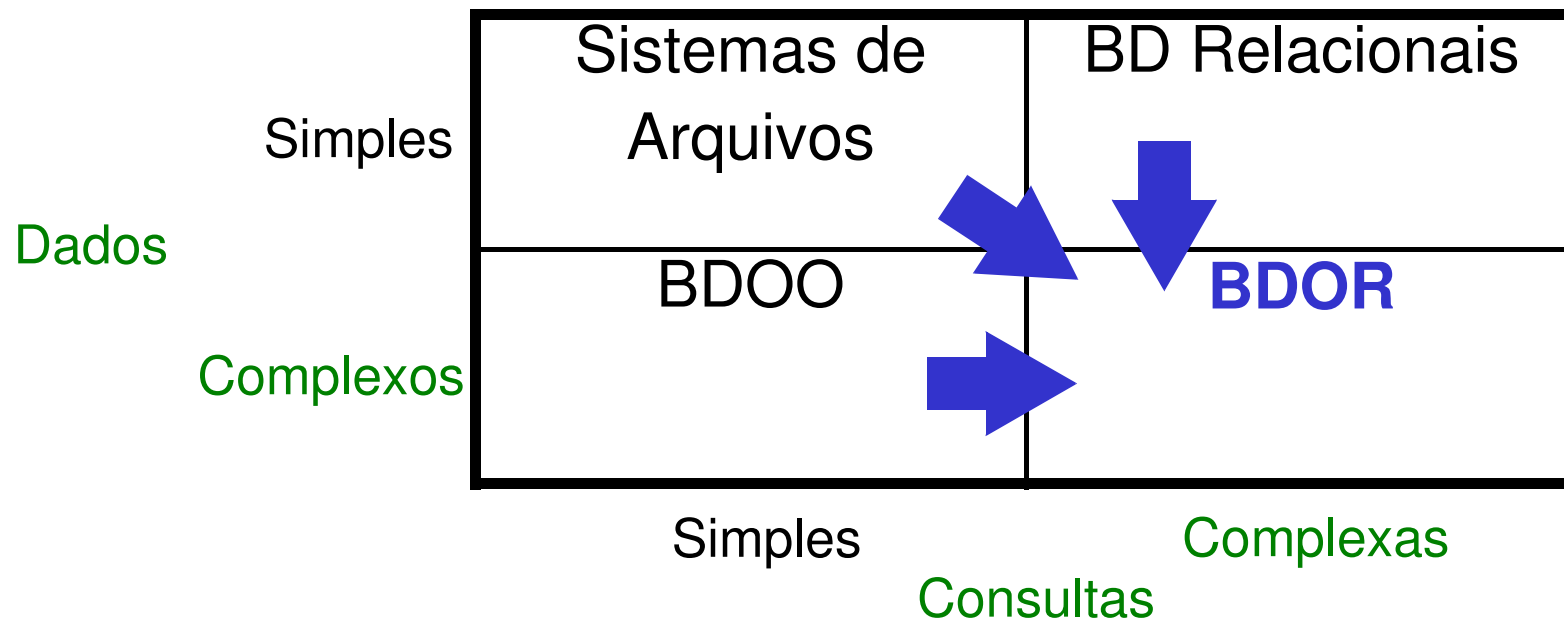 Sistemas de
Arquivos
BD Relacionais
Simples
Dados
BDOO
BDOR
Complexos
Simples
Complexas
Consultas